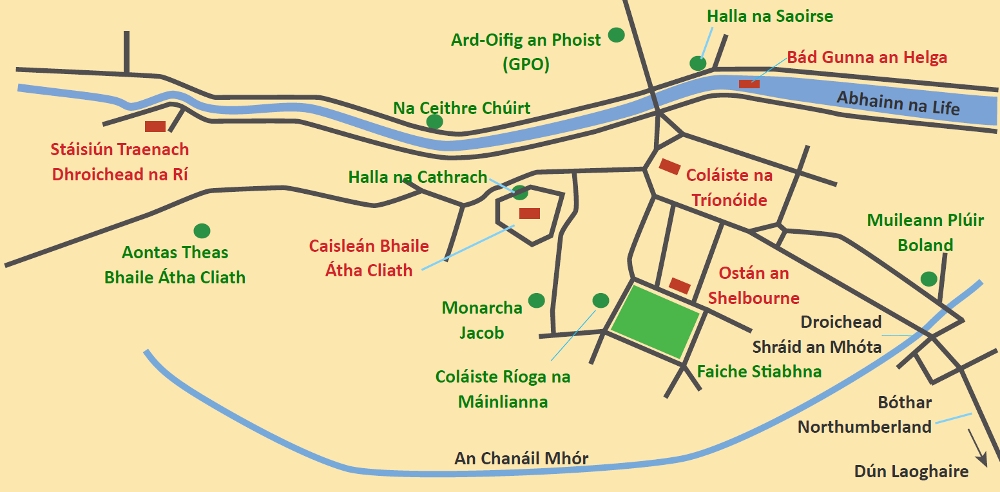 Halla na Saoirse
Ard-Oifig an Phoist
(GPO)
Bád Gunna an Helga
Abhainn na Life
Na Ceithre Chúirt
Stáisiún Traenach
Dhroichead na Rí
Halla na Cathrach
Coláiste na
Tríonóide
Muileann Plúir
Boland
Aontas Theas
Bhaile Átha Cliath
Caisleán Bhaile
Átha Cliath
Ostán an
Shelbourne
Monarcha
Jacob
Droichead
Shráid an Mhóta
Faiche Stiabhna
Coláiste Ríoga na
Máinlianna
Bóthar
Northumberland
An Chanáil Mhór
Dún Laoghaire